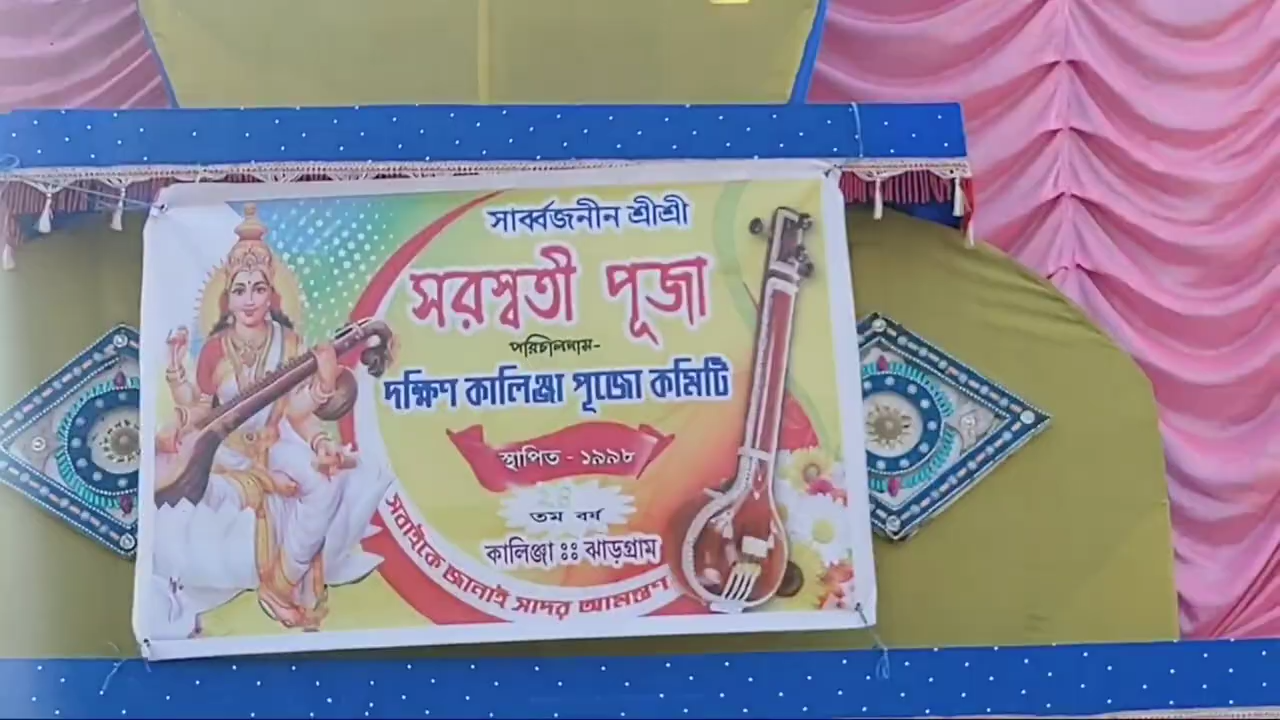 সার্ব্বজনীন শ্রীশ্রী
সরস্বতী পূজা
পরিচালনায়-
দক্ষিণ কালিঞ্জা পূজো কমিটি
স্থাপিত - ১৯৯৮
তম বর্ষ
কালিঞ্জা ঃঃ ঝাড়গ্রাম
সবাইকে জানাই সাদর আমন্ত্রণ